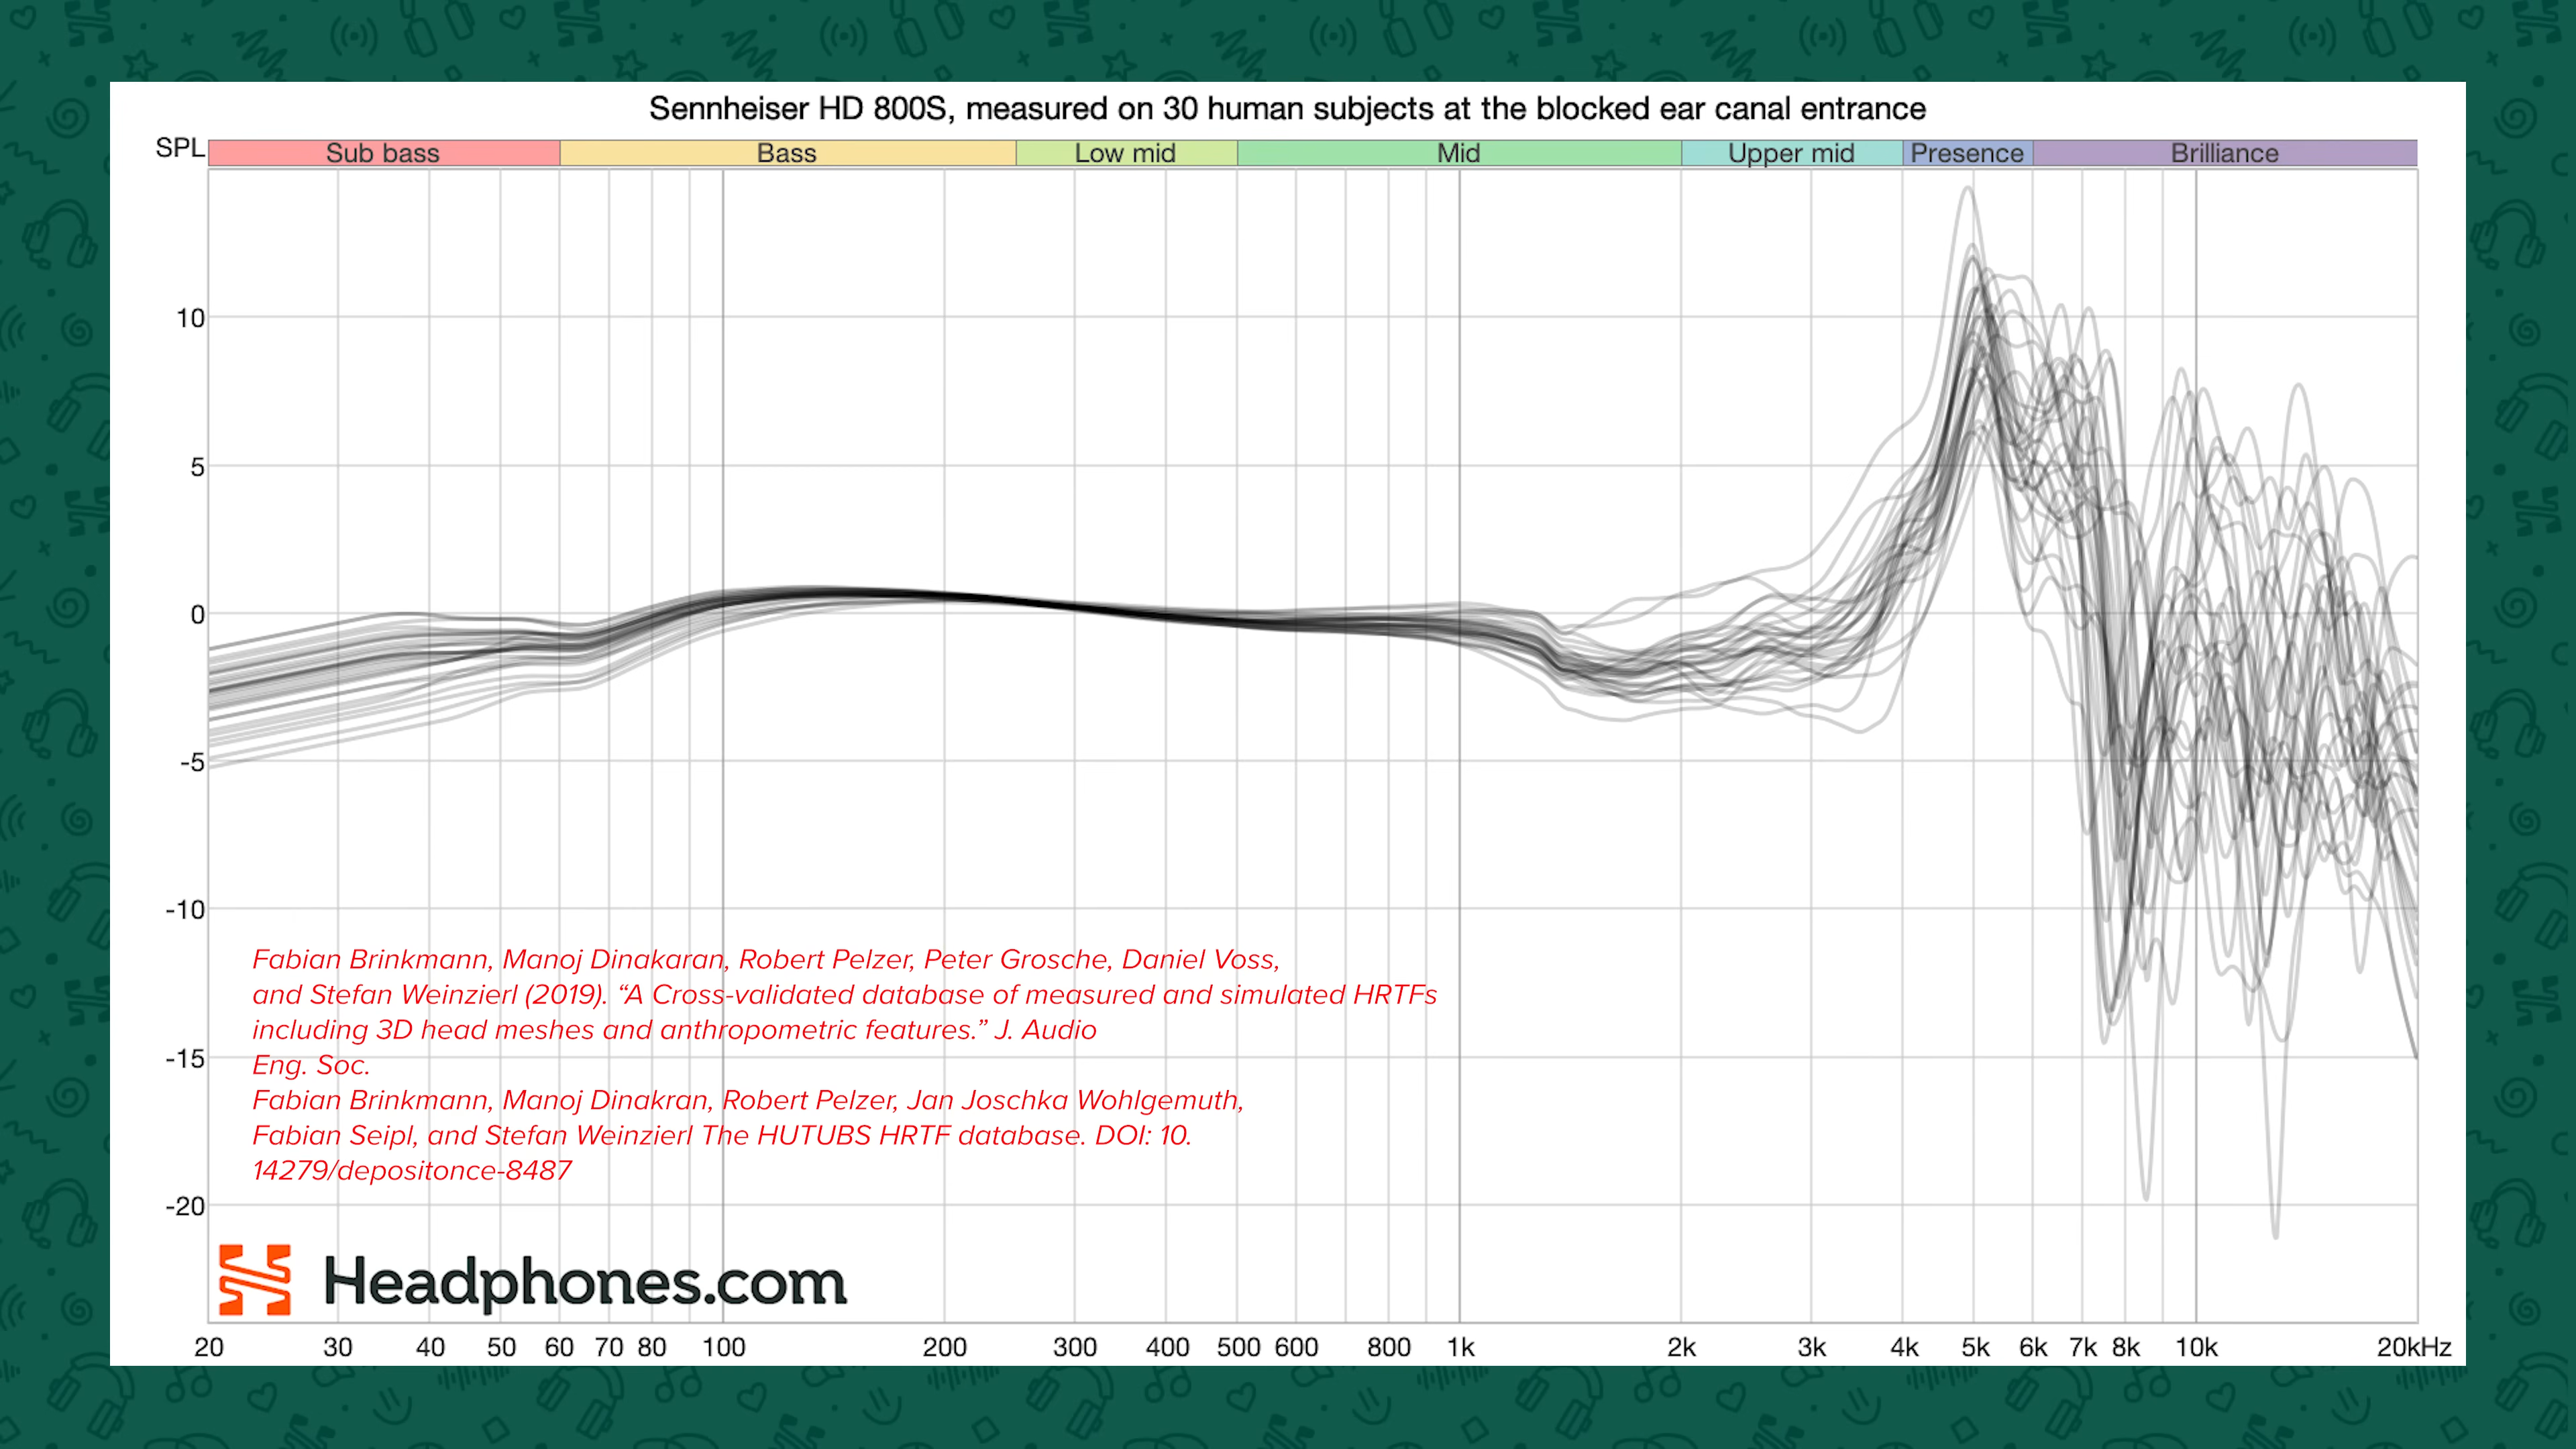 Sennheiser HD 800S, measured on 30 human subjects at the blocked ear canal entrance
SPL Sub bass Bass Low mid Mid Upper mid Presence Brilliance
10
5
0
-5
-10
Fabian Brinkmann, Manoj Dinakaran, Robert Pelzer, Peter Grosche, Daniel Voss,
and Stefan Weinzierl (2019). “A Cross-validated database of measured and simulated HRTFs
including 3D head meshes and anthropometric features.” J. Audio
-15
Eng. Soc.
Fabian Brinkmann, Manoj Dinakran, Robert Pelzer, Jan Joschka Wohlgemuth,
Fabian Seipl, and Stefan Weinzierl The HUTUBS HRTF database. DOI: 10.
14279/depositonce-8487
-20
Headphones.com
20 30 40 50 60 70 80 100 200 300 400 500 600 800 1k 2k 3k 4k 5k 6k 7k 8k 10k 20kHz